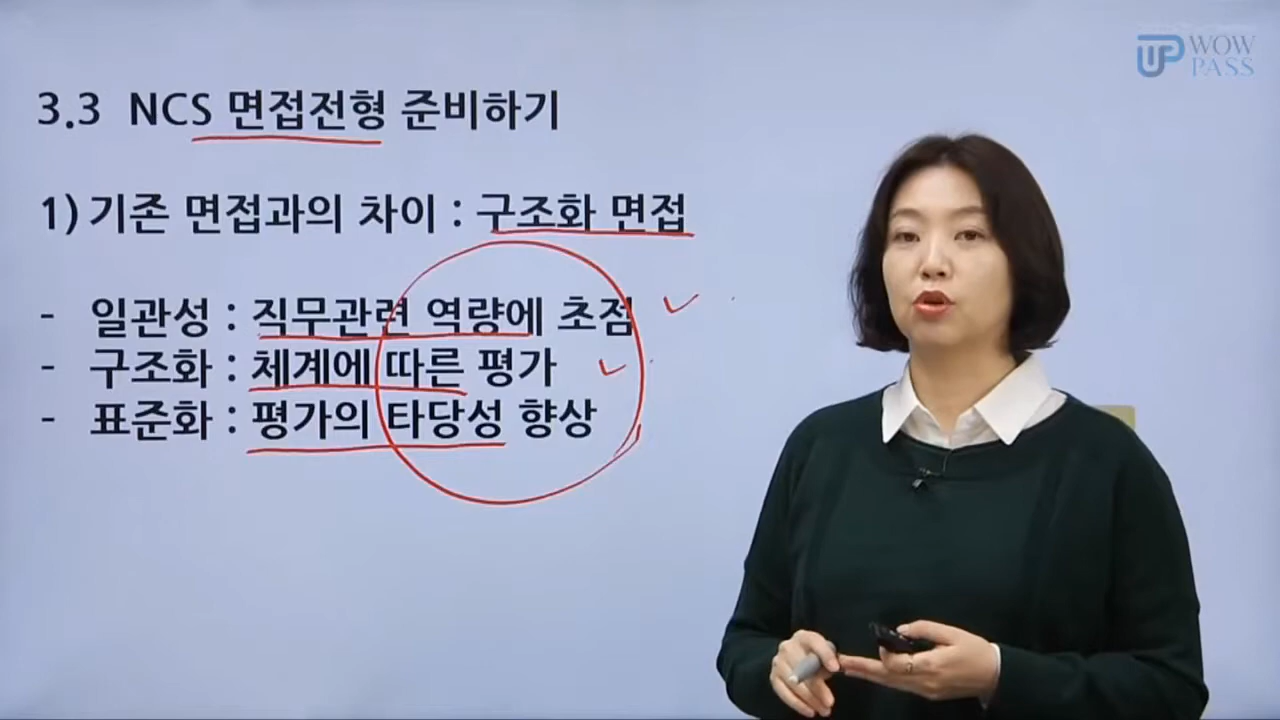 UP WOW PASS
3.3 NCS 면접전형 준비하기
1) 기존 면접과의 차이 : 구조화 면접
- 일관성 : 직무관련 역량에 초점
- 구조화 : 체계에 따른 평가
- 표준화 : 평가의 타당성 향상